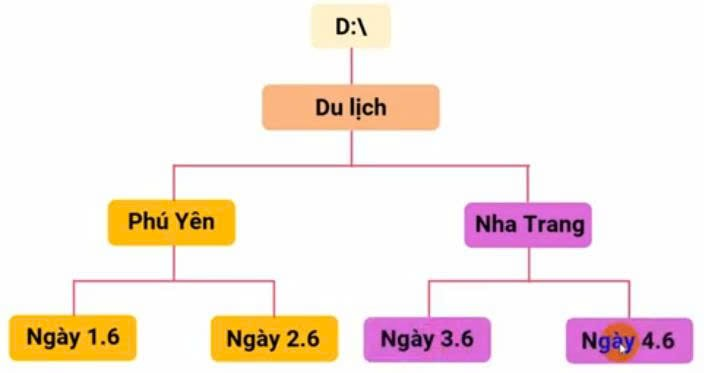 D:\
Du lịch
Phú Yên
Nha Trang
Ngày 1.6
Ngày 2.6
Ngày 3.6
Ngày 4.6